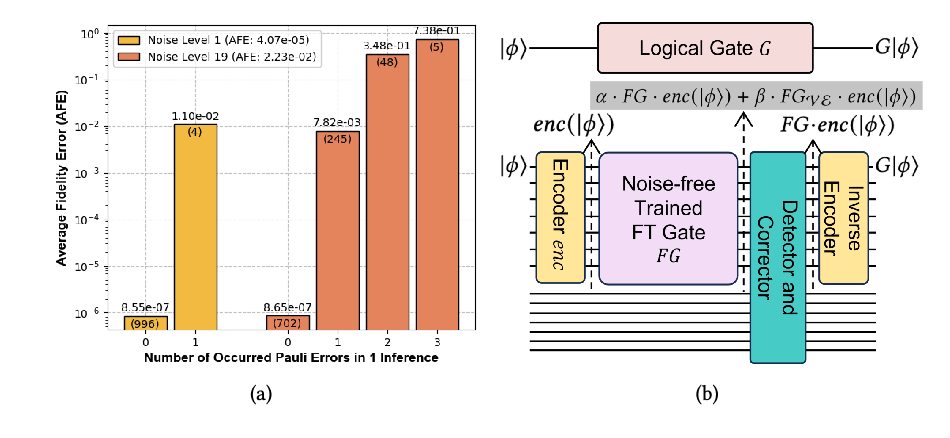 Average Fidelity Error (AFE)
10⁰
10⁻¹
10⁻²
10⁻³
10⁻⁴
10⁻⁵
10⁻⁶
Noise Level 1 (AFE: 4.07e-05)
Noise Level 19 (AFE: 2.23e-02)
8.55e-07
(996)
1.10e-02
(4)
8.65e-07
(702)
7.82e-03
(245)
3.48e-01
(48)
7.38e-01
(5)
0 1 0 1 2 3
Number of Occurred Pauli Errors in 1 Inference
(a)
|ϕ⟩ Logical Gate G G|ϕ⟩
α · FG · enc(|ϕ⟩) + β · FG𝒱ℰ · enc(|ϕ⟩)
enc(|ϕ⟩) FG·enc(|ϕ⟩)
|ϕ⟩
Encoder enc
Noise-free
Trained
FT Gate
FG
Detector and
Corrector
Inverse
Encoder
G|ϕ⟩
(b)